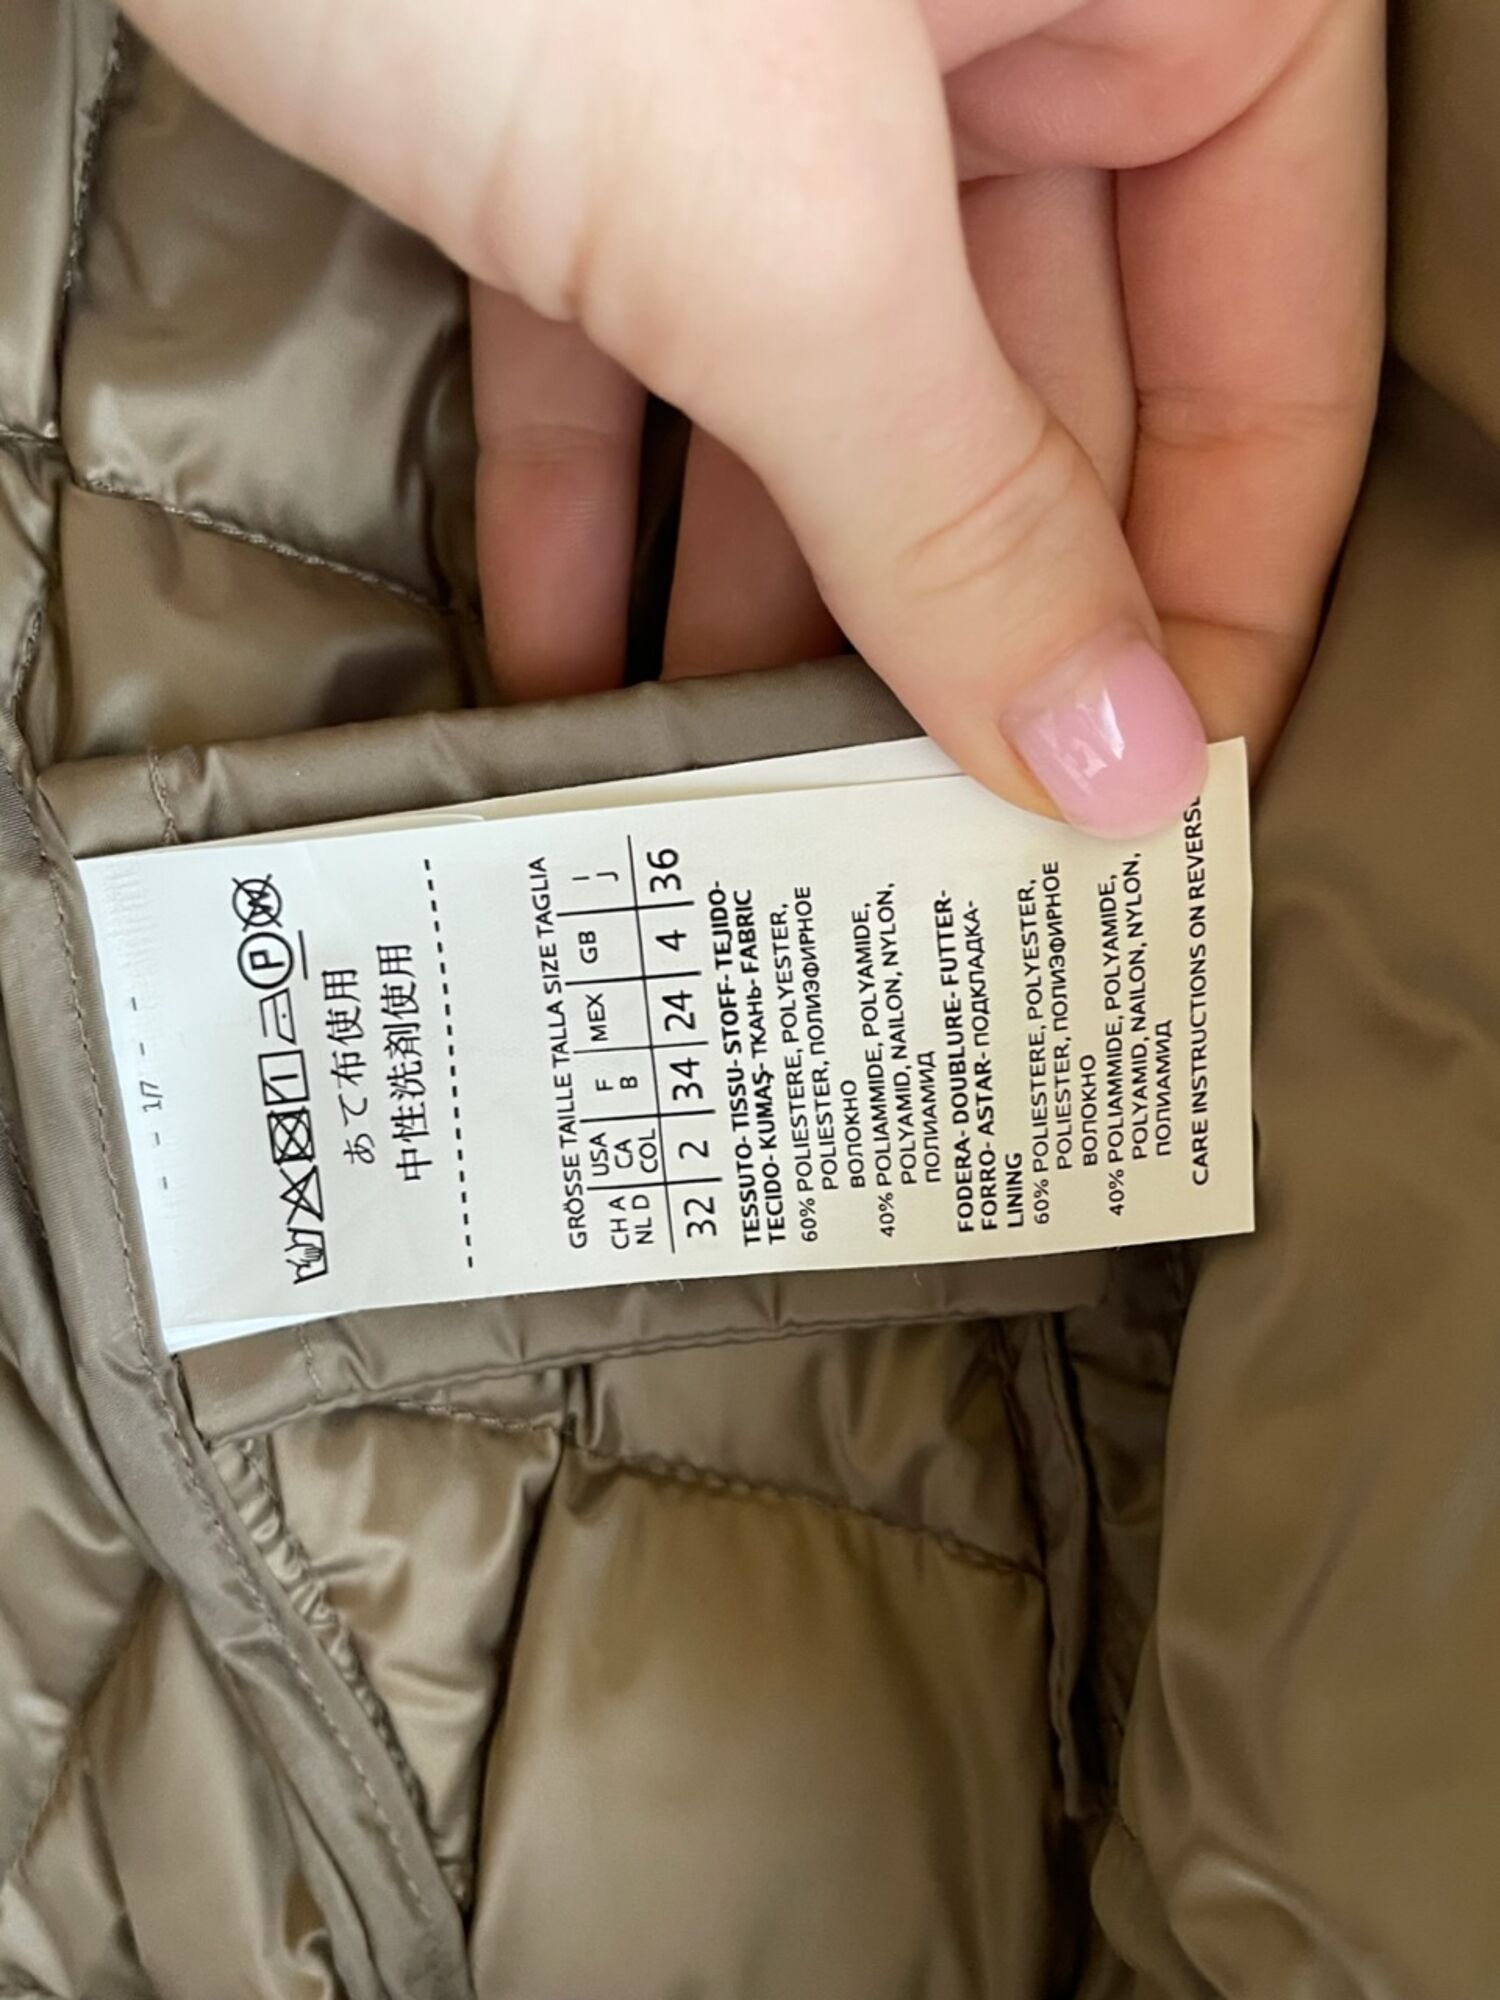 - - 1/7 - -
P W
あて布使用
中性洗剤使用
GRÖSSE TAILLE TALLA SIZE TAGLIA
CH A | USA | F | MEX | GB | I
NL D | CA | B | J
COL
32 | 2 | 34 | 24 | 4 | 36
TESSUTO- TISSU- STOFF- TEJIDO-
TECIDO- KUMAŞ- ТКАНЬ- FABRIC
60% POLIESTERE, POLYESTER,
POLIESTER, ПОЛИЭФИРНОЕ
ВОЛОКНО
40% POLIAMMIDE, POLYAMIDE,
POLYAMID, NAILON, NYLON,
ПОЛИАМИД
FODERA- DOUBLURE- FUTTER-
FORRO- ASTAR- ПОДКЛАДКА-
LINING
60% POLIESTERE, POLYESTER,
POLIESTER, ПОЛИЭФИРНОЕ
ВОЛОКНО
40% POLIAMMIDE, POLYAMIDE,
POLYAMID, NAILON, NYLON,
ПОЛИАМИД
CARE INSTRUCTIONS ON REVERSE